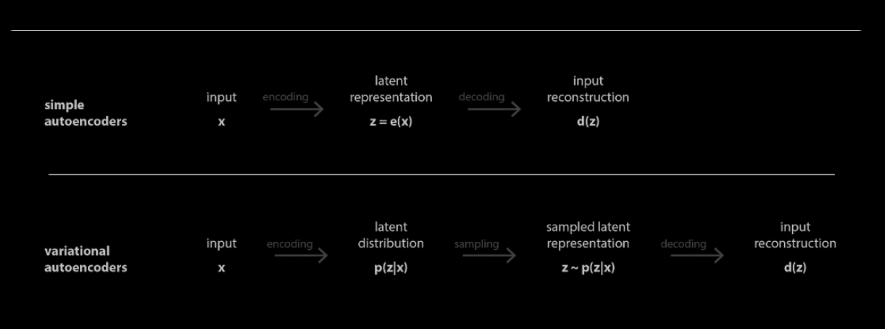 simple
autoencoders
input
x
encoding
latent
representation
z = e(x)
decoding
input
reconstruction
d(z)
variational
autoencoders
input
x
encoding
latent
distribution
p(z|x)
sampling
sampled latent
representation
z ~ p(z|x)
decoding
input
reconstruction
d(z)